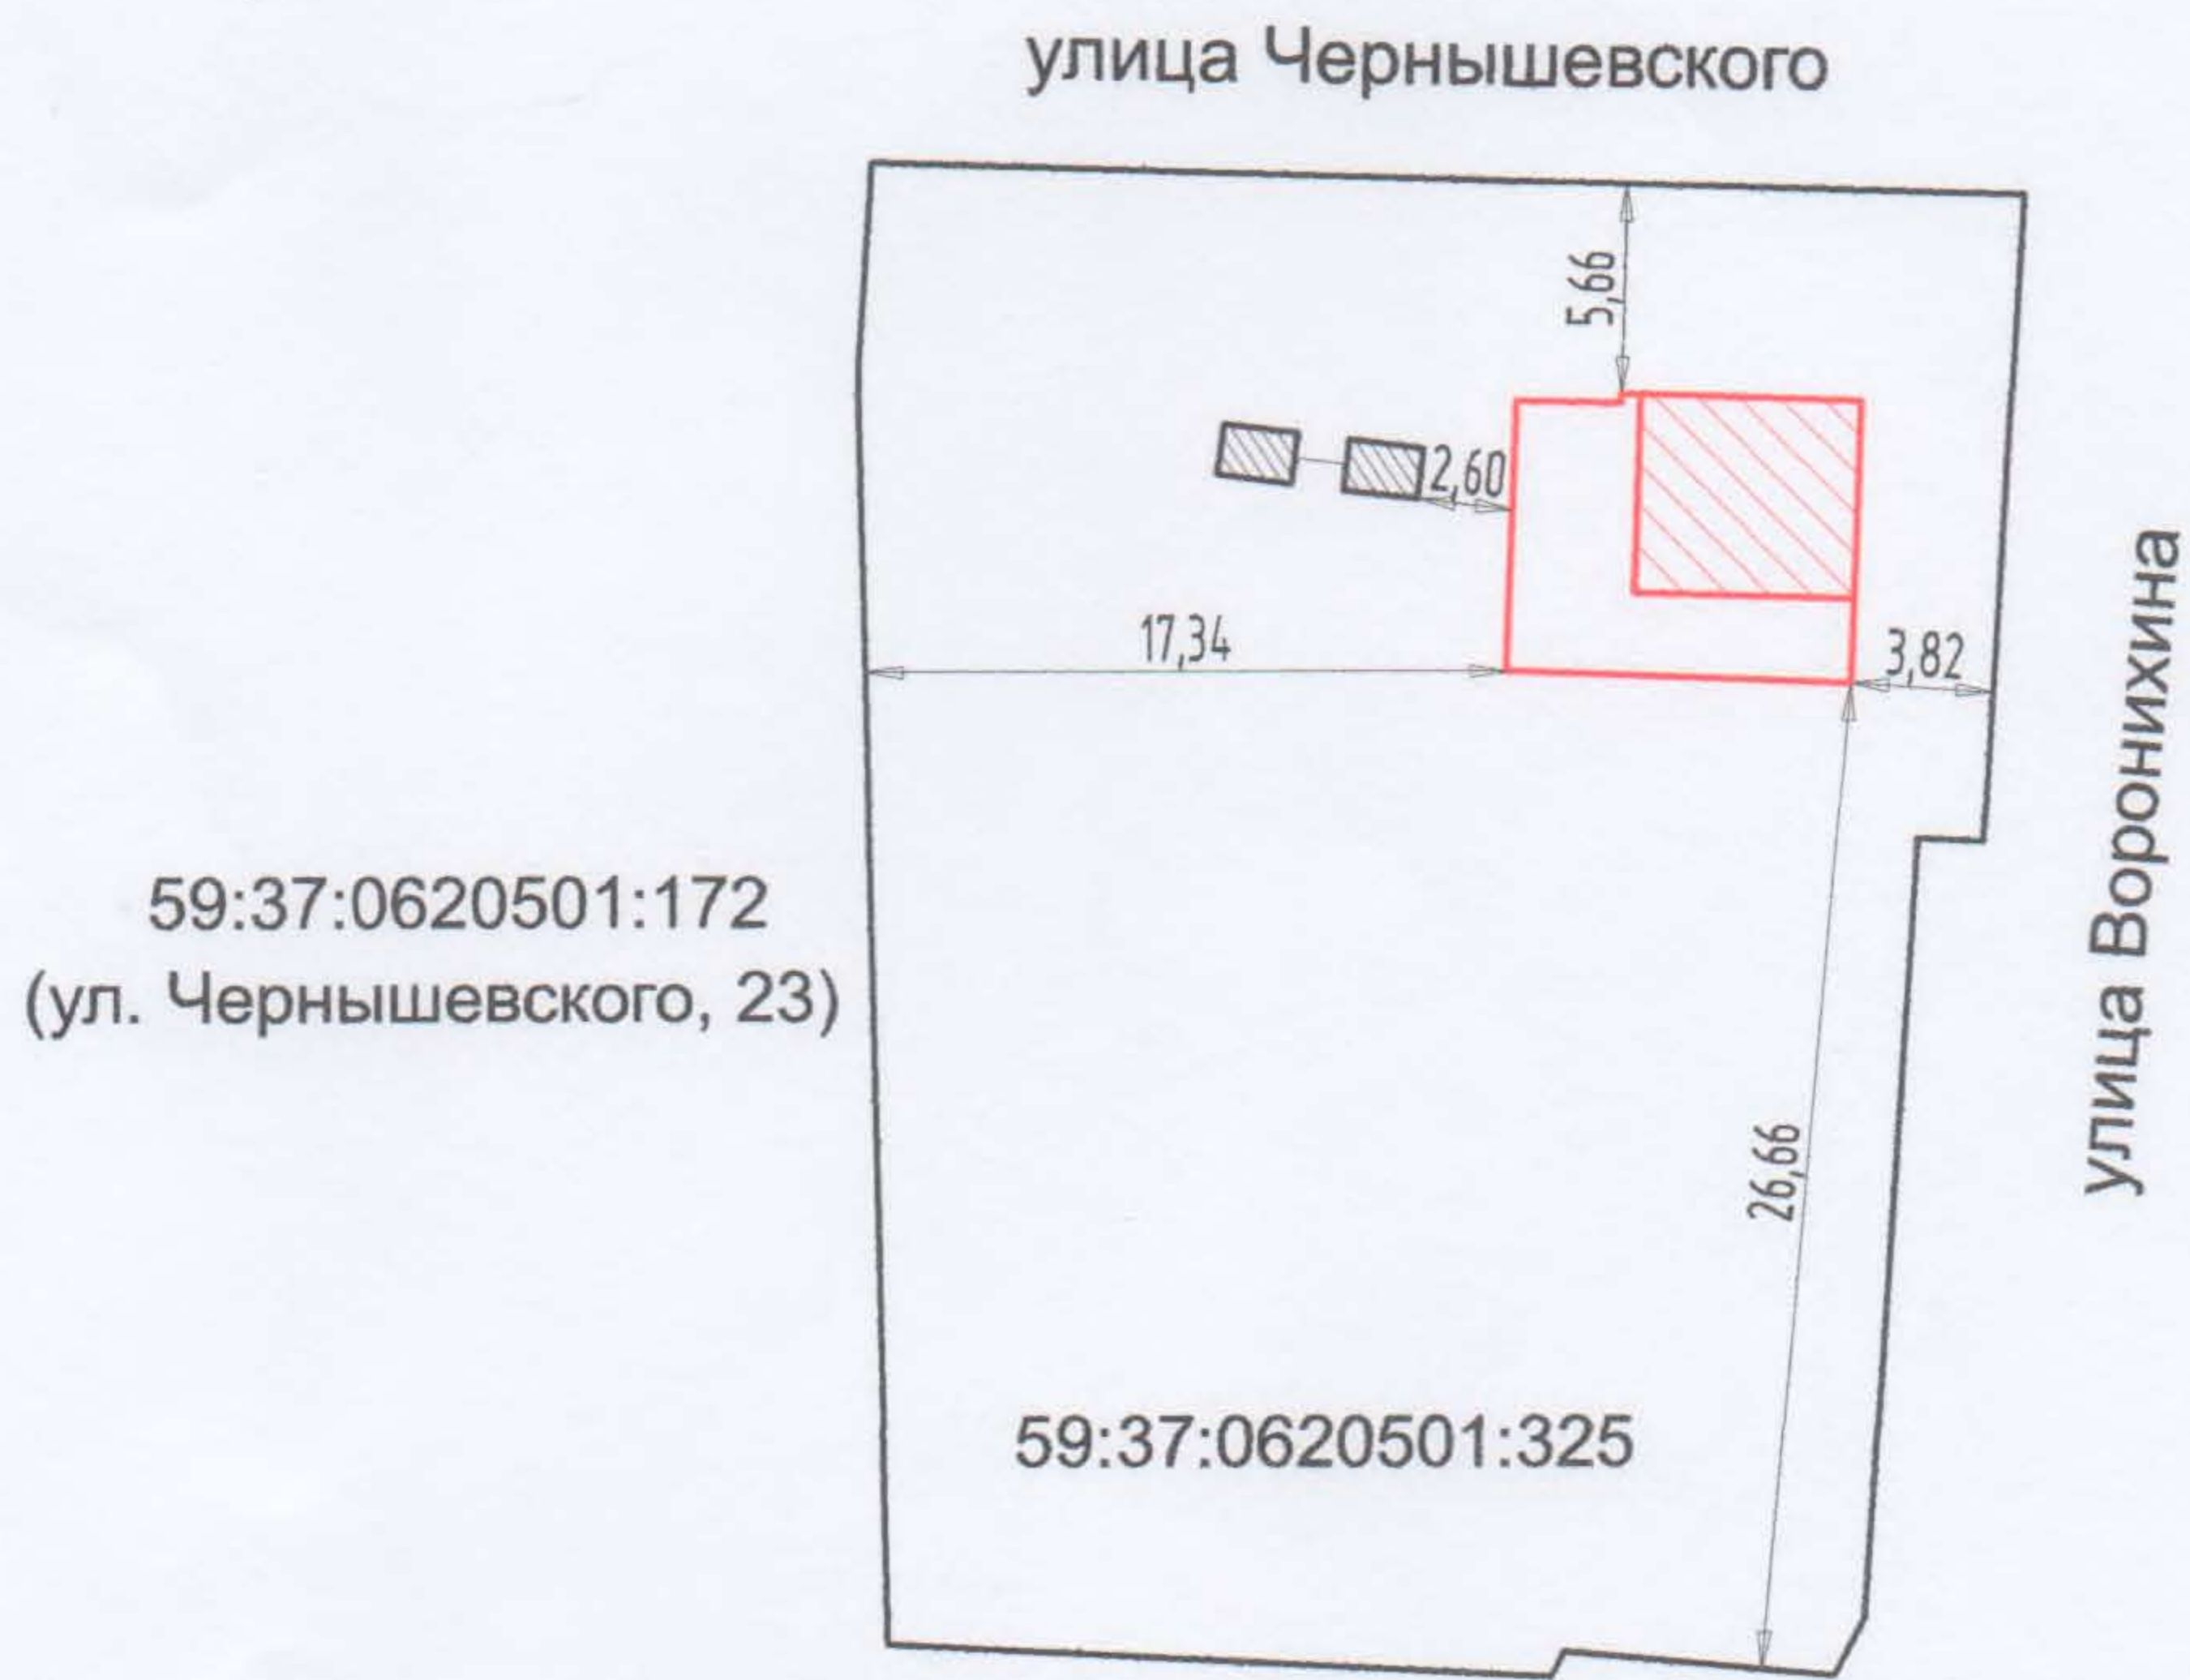 улица Чернышевского
5,66
2,60
17,34
3,82
улица Воронихина
59:37:0620501:172
(ул. Чернышевского, 23)
26,66
59:37:0620501:325